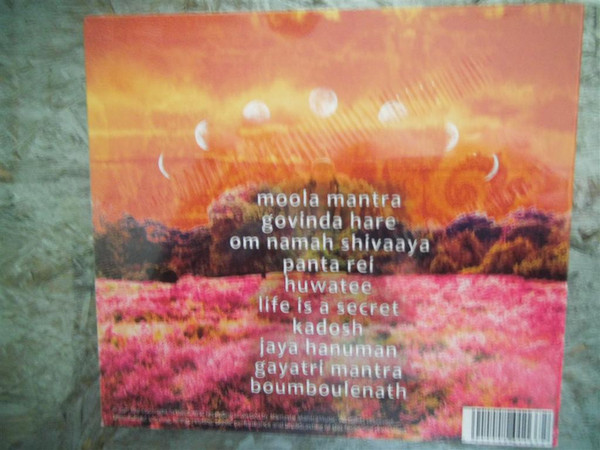 moola mantra
govinda hare
om namah shivaaya
panta rei
huwatee
life is a secret
kadosh
jaya hanuman
gayatri mantra
boumboulenath